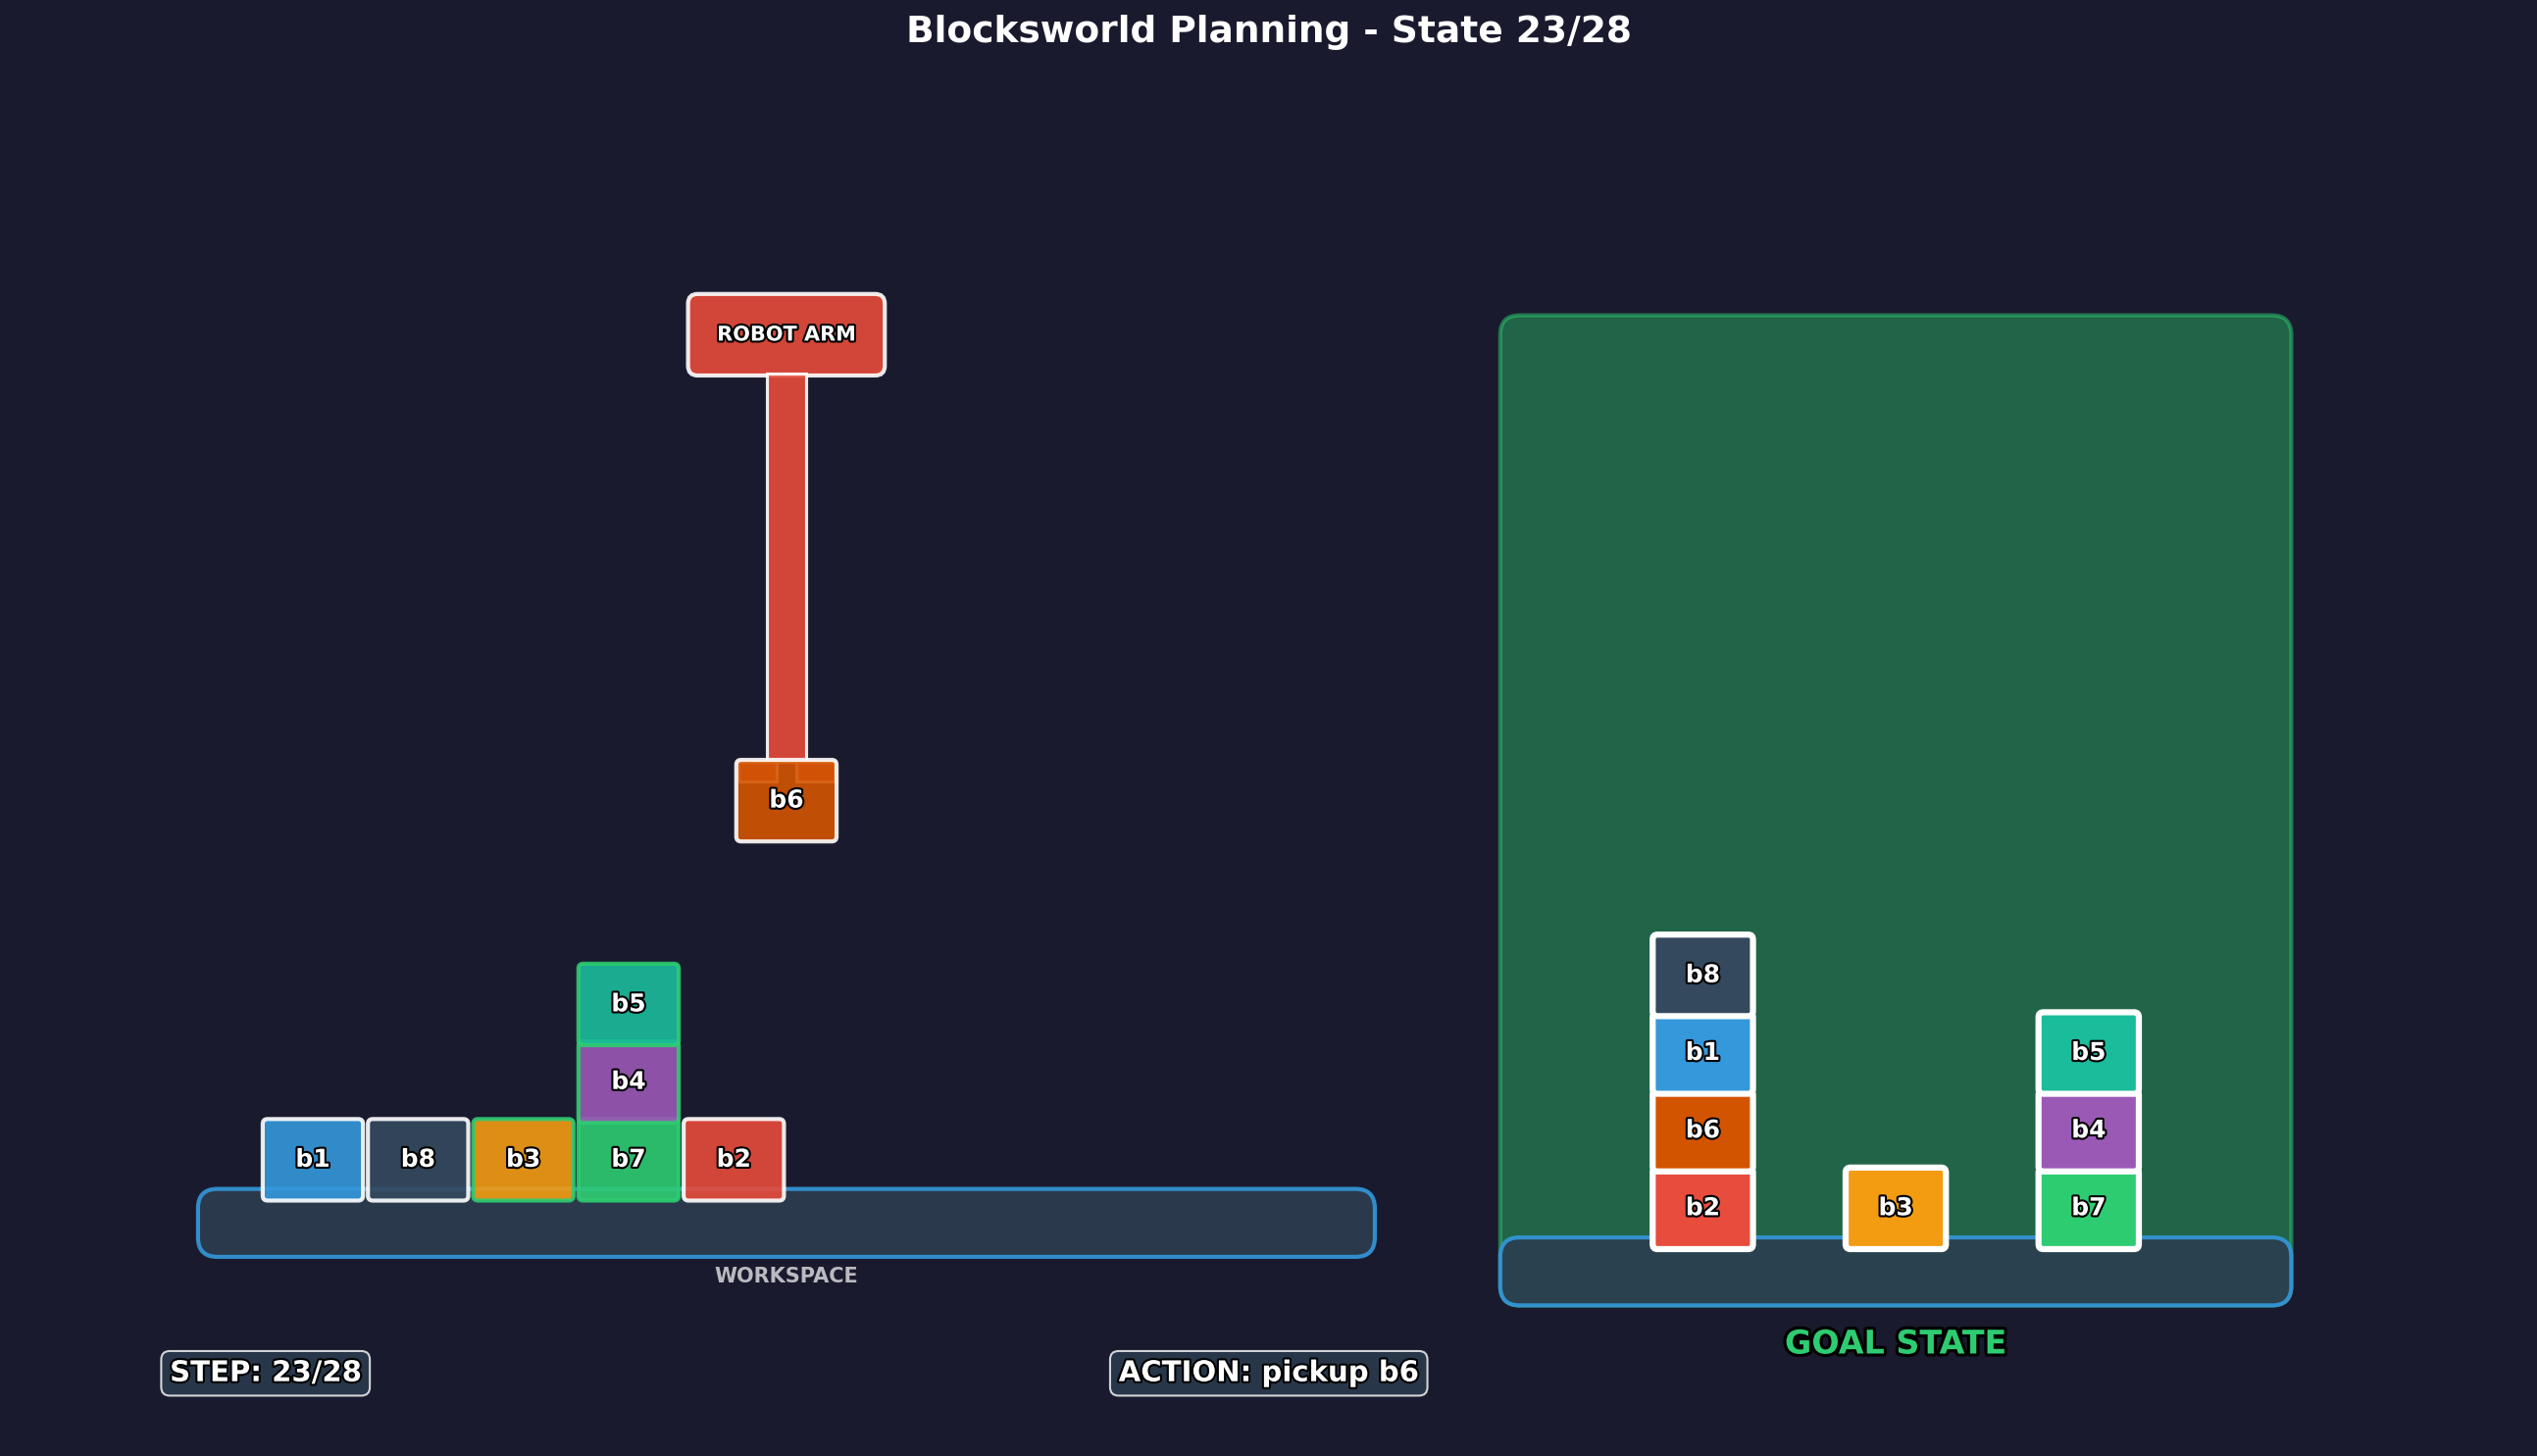 Blocksworld Planning - State 23/28
ROBOT ARM
b6
b5
b4
b1
b8
b3
b7
b2
WORKSPACE
b8
b1
b6
b2
b3
b5
b4
b7
GOAL STATE
STEP: 23/28
ACTION: pickup b6